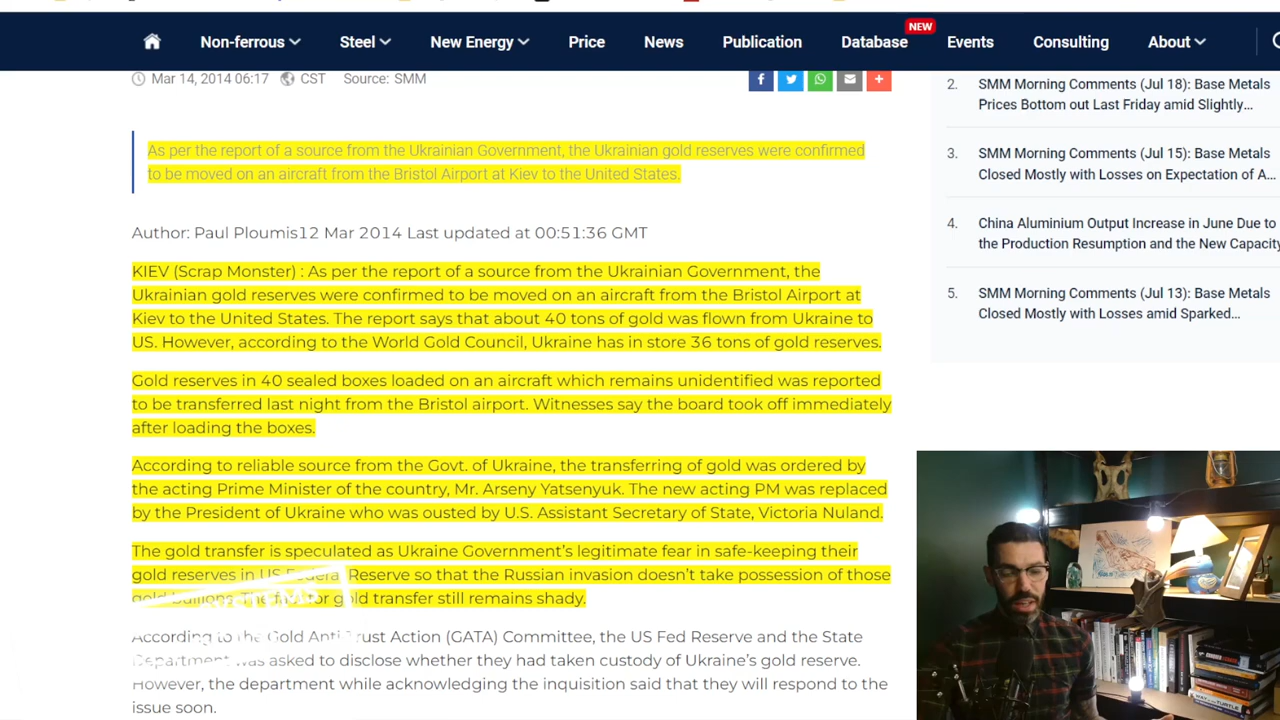 NEW
Non-ferrous Steel New Energy Price News Publication Database Events Consulting About
Mar 14, 2014 06:17 CST Source: SMM
As per the report of a source from the Ukrainian Government, the Ukrainian gold reserves were confirmed
to be moved on an aircraft from the Bristol Airport at Kiev to the United States.
Author: Paul Ploumis12 Mar 2014 Last updated at 00:51:36 GMT
KIEV (Scrap Monster) : As per the report of a source from the Ukrainian Government, the
Ukrainian gold reserves were confirmed to be moved on an aircraft from the Bristol Airport at
Kiev to the United States. The report says that about 40 tons of gold was flown from Ukraine to
US. However, according to the World Gold Council, Ukraine has in store 36 tons of gold reserves.
Gold reserves in 40 sealed boxes loaded on an aircraft which remains unidentified was reported
to be transferred last night from the Bristol airport. Witnesses say the board took off immediately
after loading the boxes.
According to reliable source from the Govt. of Ukraine, the transferring of gold was ordered by
the acting Prime Minister of the country, Mr. Arseny Yatsenyuk. The new acting PM was replaced
by the President of Ukraine who was ousted by U.S. Assistant Secretary of State, Victoria Nuland.
The gold transfer is speculated as Ukraine Government's legitimate fear in safe-keeping their
gold reserves in US Federal Reserve so that the Russian invasion doesn't take possession of those
gold bullions. The for gold transfer still remains shady.
According to the Gold Anti Trust Action (GATA) Committee, the US Fed Reserve and the State
Department was asked to disclose whether they had taken custody of Ukraine's gold reserve.
However, the department while acknowledging the inquisition said that they will respond to the
issue soon.
2. SMM Morning Comments (Jul 18): Base Metals
Prices Bottom out Last Friday amid Slightly...
3. SMM Morning Comments (Jul 15): Base Metals
Closed Mostly with Losses on Expectation of A...
4. China Aluminium Output Increase in June Due to
the Production Resumption and the New Capacity
5. SMM Morning Comments (Jul 13): Base Metals
Closed Mostly with Losses amid Sparked...